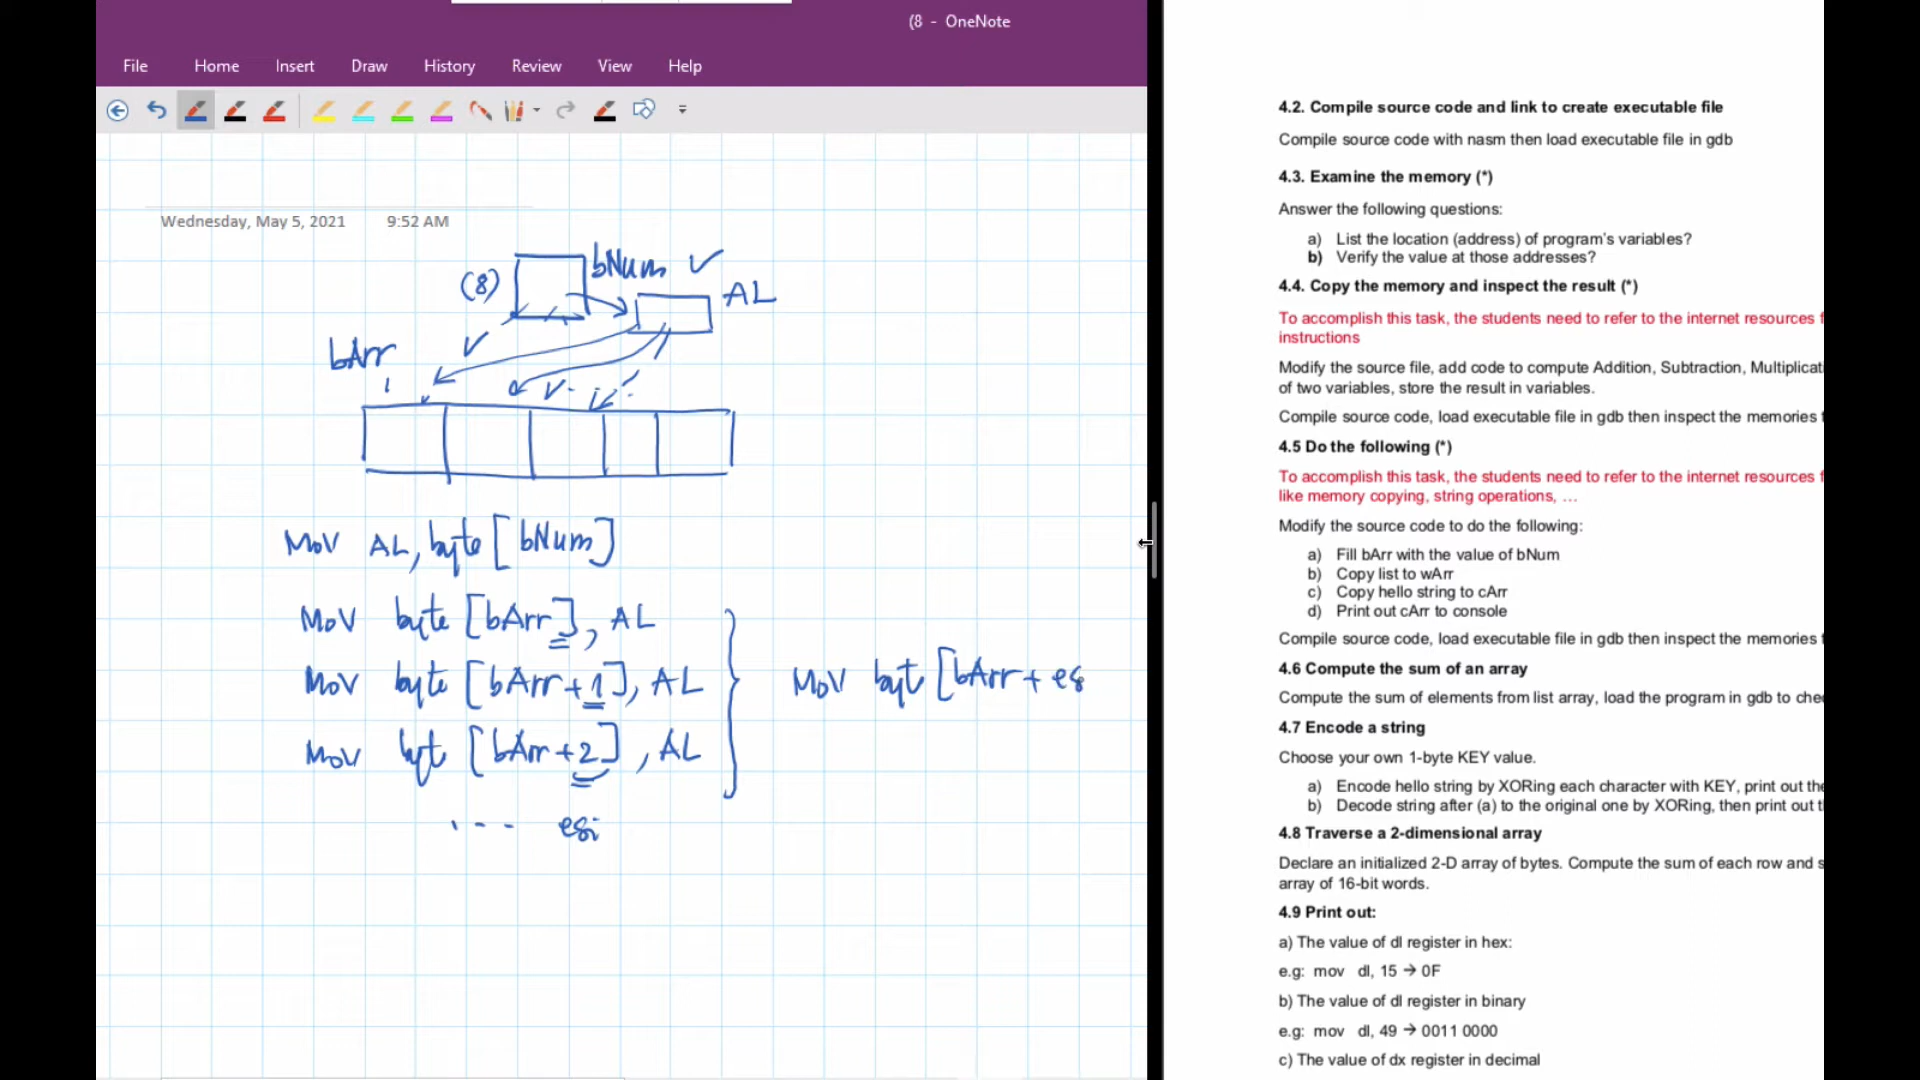 (8 - OneNote
File Home Insert Draw History Review View Help
Wednesday, May 5, 2021 9:52 AM
(8) bNum
AL
bArr
MOV AL, byte [bNum]
MOV byte [bArr], AL
MOV byte [bArr+1], AL
MOV byt [bArr+2], AL
... esi
MOV byt [bArr+ es
4.2. Compile source code and link to create executable file
Compile source code with nasm then load executable file in gdb
4.3. Examine the memory (*)
Answer the following questions:
a) List the location (address) of program's variables?
b) Verify the value at those addresses?
4.4. Copy the memory and inspect the result (*)
To accomplish this task, the students need to refer to the internet resources f
instructions
Modify the source file, add code to compute Addition, Subtraction, Multiplicati
of two variables, store the result in variables.
Compile source code, load executable file in gdb then inspect the memories
4.5 Do the following (*)
To accomplish this task, the students need to refer to the internet resources f
like memory copying, string operations, …
Modify the source code to do the following:
a) Fill bArr with the value of bNum
b) Copy list to wArr
c) Copy hello string to cArr
d) Print out cArr to console
Compile source code, load executable file in gdb then inspect the memories
4.6 Compute the sum of an array
Compute the sum of elements from list array, load the program in gdb to che
4.7 Encode a string
Choose your own 1-byte KEY value.
a) Encode hello string by XORing each character with KEY, print out the
b) Decode string after (a) to the original one by XORing, then print out t
4.8 Traverse a 2-dimensional array
Declare an initialized 2-D array of bytes. Compute the sum of each row and s
array of 16-bit words.
4.9 Print out:
a) The value of dl register in hex:
e.g: mov dl, 15 → 0F
b) The value of dl register in binary
e.g: mov dl, 49 → 0011 0000
c) The value of dx register in decimal